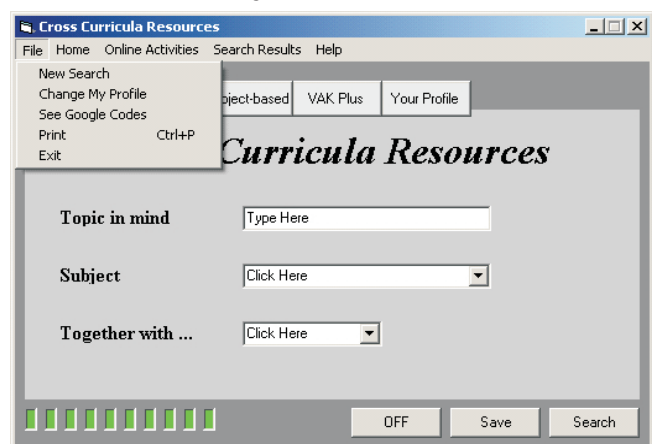 Cross Curricula Resources
File Home Online Activities Search Results Help
New Search
Change My Profile
See Google Codes
Print Ctrl+P
Exit
VAK Plus Your Profile
Curricula Resources
Topic in mind Type Here
Subject Click Here
Together with ... Click Here
OFF Save Search